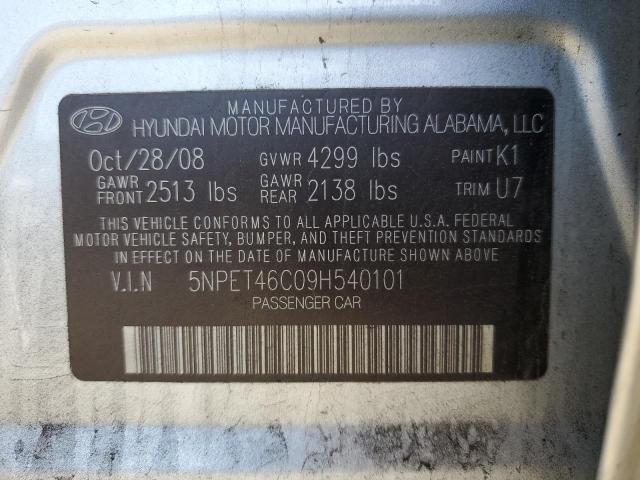 MANUFACTURED BY
HYUNDAI MOTOR MANUFACTURING ALABAMA, LLC
Oct/28/08 GVWR 4299 lbs PAINT K1
GAWR FRONT 2513 lbs GAWR REAR 2138 lbs TRIM U7
THIS VEHICLE CONFORMS TO ALL APPLICABLE U.S.A. FEDERAL
MOTOR VEHICLE SAFETY, BUMPER, AND THEFT PREVENTION
STANDARDS IN EFFECT ON THE DATE OF MANUFACTURE SHOWN ABOVE.
V.I.N 5NPET46C09H540101
PASSENGER CAR